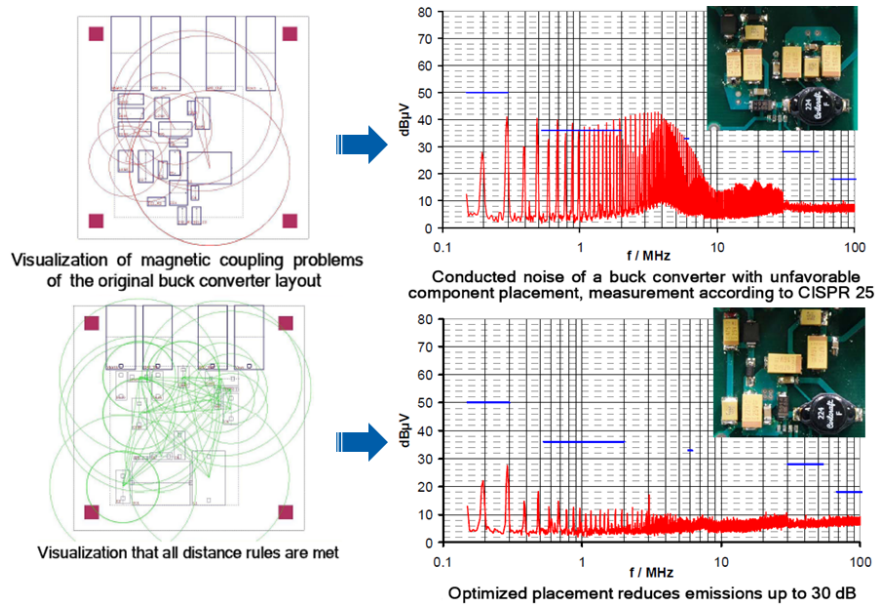 80
70
60
50
40
30
20
10
0
dBµV
0.1
1
10
100
f / MHz
224
Coilcraft
F
Visualization of magnetic coupling problems
of the original buck converter layout
Conducted noise of a buck converter with unfavorable
component placement, measurement according to CISPR 25
80
70
60
50
40
30
20
10
0
dBµV
0.1
1
10
100
f / MHz
224
Coilcraft
F
Visualization that all distance rules are met
Optimized placement reduces emissions up to 30 dB